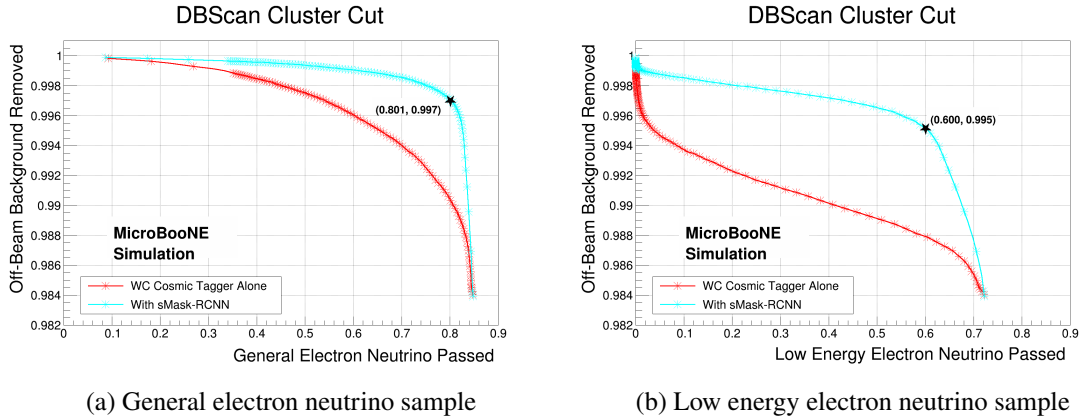 DBScan Cluster Cut
Off-Beam Background Removed
1
0.998
0.996
0.994
0.992
0.99
0.988
0.986
0.984
0.982
(0.801, 0.997)
MicroBooNE
Simulation
WC Cosmic Tagger Alone
With sMask-RCNN
0 0.1 0.2 0.3 0.4 0.5 0.6 0.7 0.8 0.9
General Electron Neutrino Passed
(a) General electron neutrino sample
DBScan Cluster Cut
Off-Beam Background Removed
1
0.998
0.996
0.994
0.992
0.99
0.988
0.986
0.984
0.982
(0.600, 0.995)
MicroBooNE
Simulation
WC Cosmic Tagger Alone
With sMask-RCNN
0 0.1 0.2 0.3 0.4 0.5 0.6 0.7 0.8 0.9
Low Energy Electron Neutrino Passed
(b) Low energy electron neutrino sample